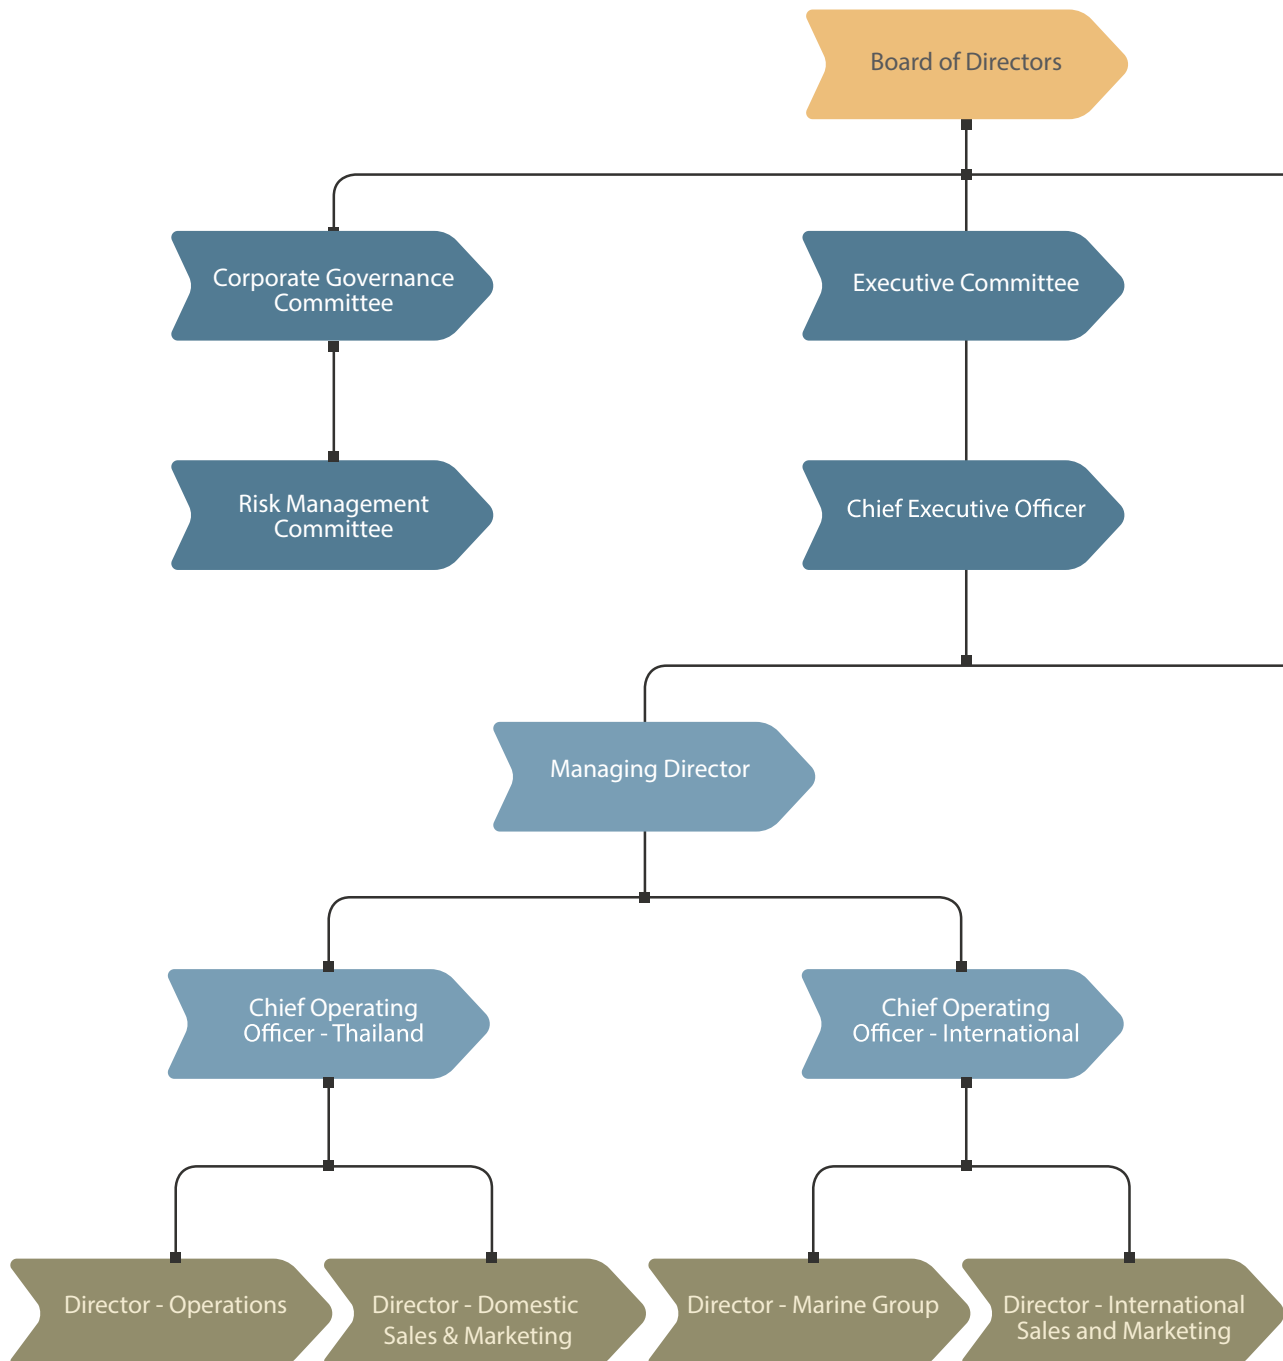 Board of Directors
Corporate Governance
Committee
Executive Committee
Risk Management
Committee
Chief Executive Officer
Managing Director
Chief Operating
Officer - Thailand
Chief Operating
Officer - International
Director - Operations
Director - Domestic
Sales & Marketing
Director - Marine Group
Director - International
Sales and Marketing